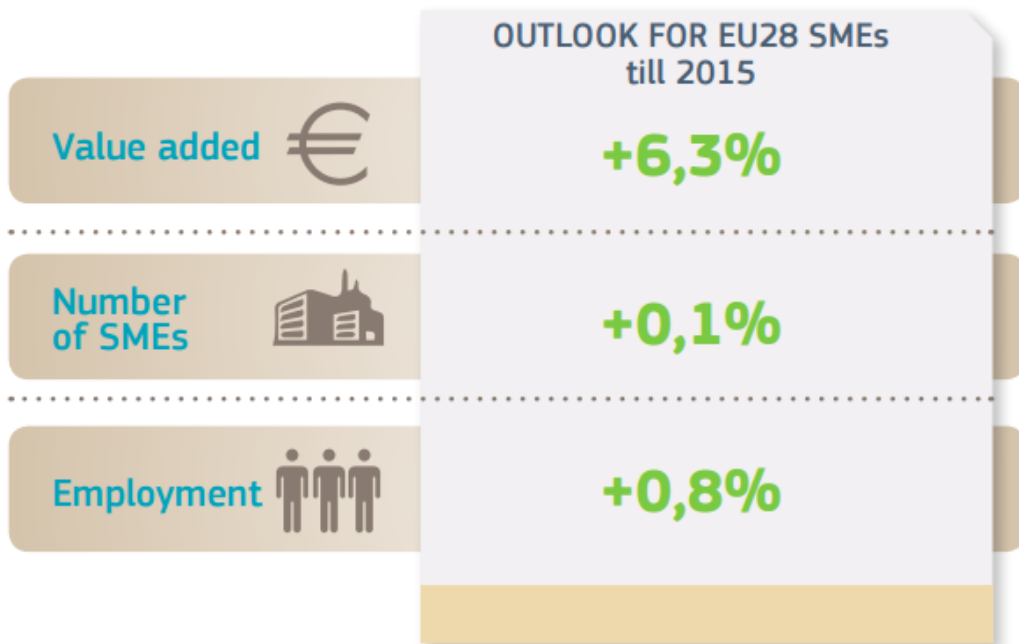 OUTLOOK FOR EU28 SMEs
till 2015
Value added
+6,3%
Number
of SMEs
+0,1%
Employment
+0,8%